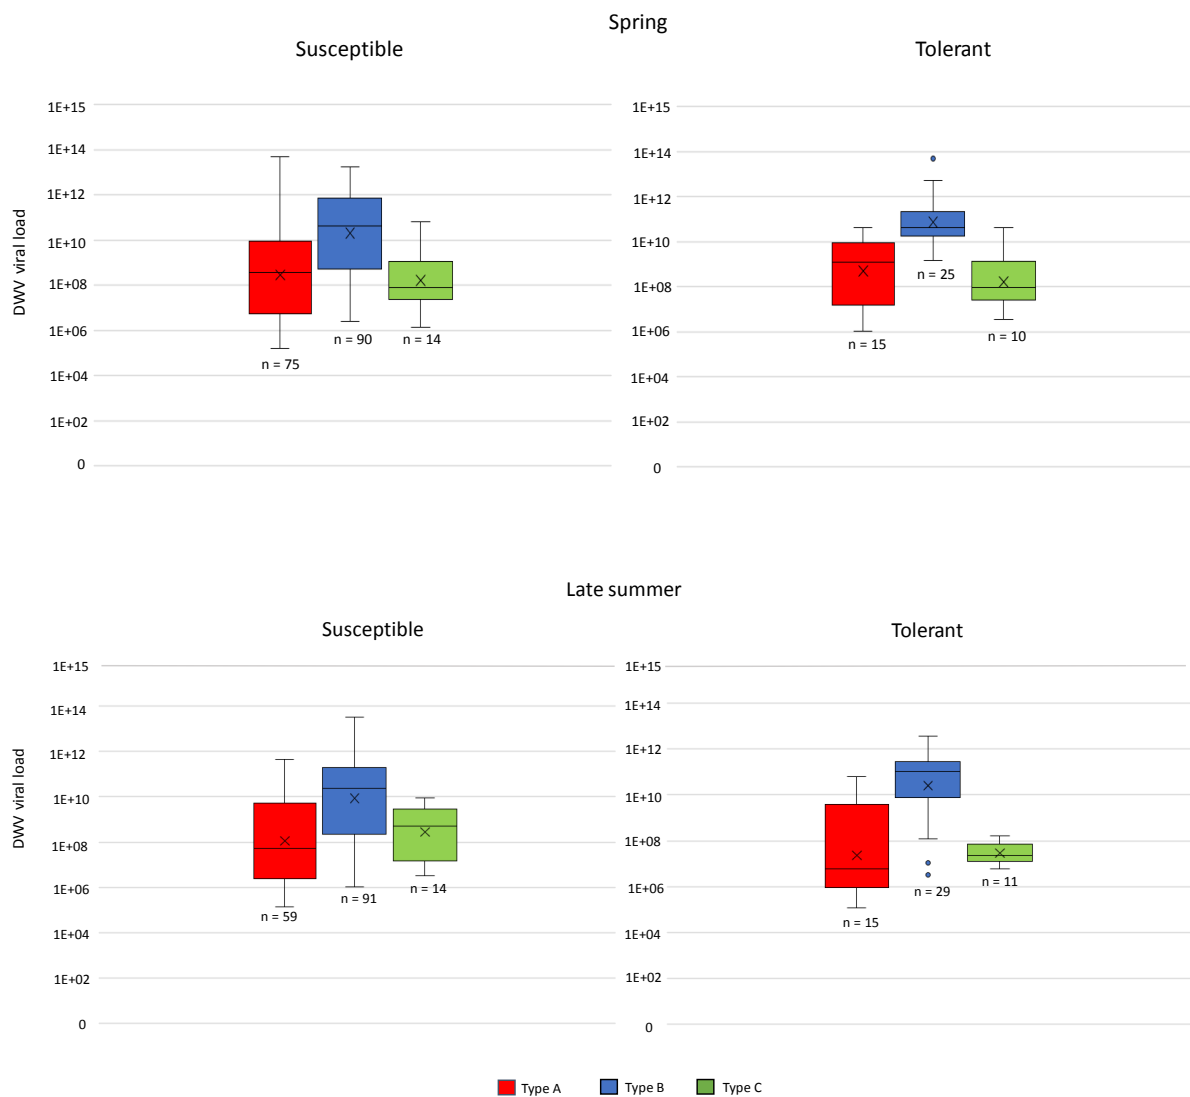 Spring
Susceptible
Tolerant
DWV viral load
1E+15
1E+14
1E+12
1E+10
1E+08
1E+06
1E+04
1E+02
0
n = 75
n = 90
n = 14
1E+15
1E+14
1E+12
1E+10
1E+08
1E+06
1E+04
1E+02
0
n = 15
n = 25
n = 10
Late summer
Susceptible
Tolerant
DWV viral load
1E+15
1E+14
1E+12
1E+10
1E+08
1E+06
1E+04
1E+02
0
n = 59
n = 91
n = 14
1E+15
1E+14
1E+12
1E+10
1E+08
1E+06
1E+04
1E+02
0
n = 15
n = 29
n = 11
Type A
Type B
Type C